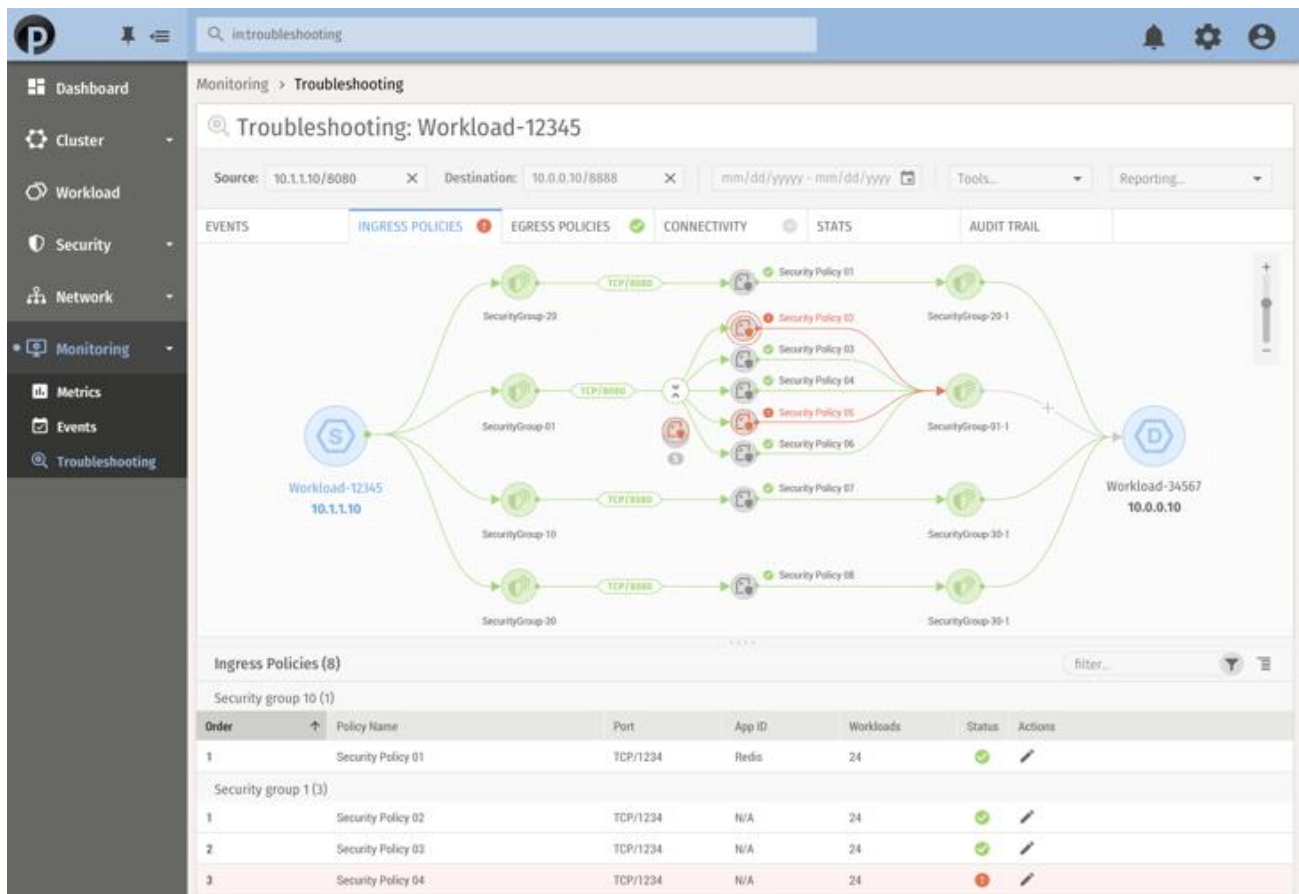 P
in:troubleshooting
Dashboard
Cluster
Workload
Security
Network
Monitoring
Metrics
Events
Troubleshooting
Monitoring > Troubleshooting
Troubleshooting: Workload-12345
Source: 10.1.1.10/8080 Destination: 10.0.0.10/8888 mm/dd/yyyyy - mm/dd/yyy Tools... Reporting...
EVENTS INGRESS POLICIES EGRESS POLICIES CONNECTIVITY STATS AUDIT TRAIL
TCP/8080 Security Policy 01
SecurityGroup-20 SecurityGroup-20-1
Security Policy 02
Security Policy 03
TCP/8080 Security Policy 04
Security Policy 05
SecurityGroup-01 SecurityGroup-01-1
Security Policy 06
S D
5
Workload-12345 Workload-34567
10.1.1.10 10.0.0.10
TCP/8080 Security Policy 07
SecurityGroup-10 SecurityGroup-30-1
TCP/8080 Security Policy 08
SecurityGroup-30 SecurityGroup-30-1
Ingress Policies (8) filter...
Security group 10 (1)
Order Policy Name Port App ID Workloads Status Actions
1 Security Policy 01 TCP/1234 Redis 24
Security group 1 (3)
1 Security Policy 02 TCP/1234 N/A 24
2 Security Policy 03 TCP/1234 N/A 24
3 Security Policy 04 TCP/1234 N/A 24